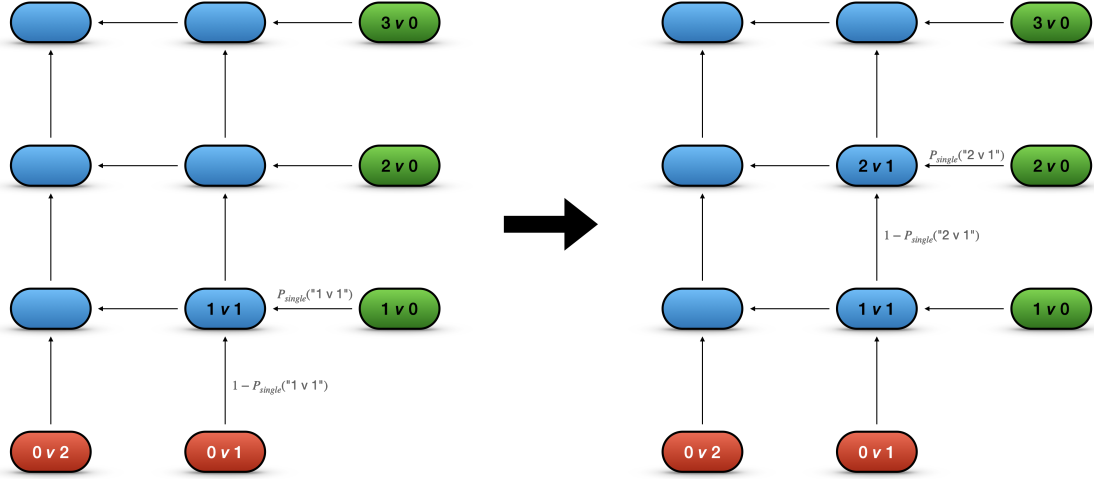 3 v 0
2 v 0
P_single("1 v 1")
1 v 1
1 v 0
1 − P_single("1 v 1")
0 v 2
0 v 1
3 v 0
P_single("2 v 1")
2 v 1
2 v 0
1 − P_single("2 v 1")
1 v 1
1 v 0
0 v 2
0 v 1